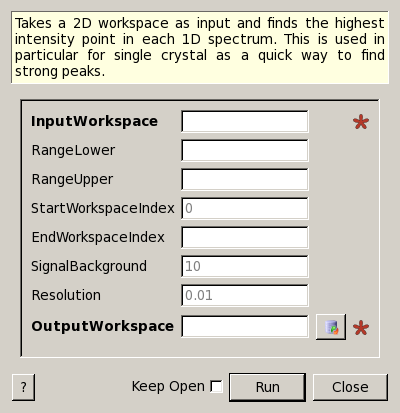 Takes a 2D workspace as input and finds the highest
intensity point in each 1D spectrum. This is used in
particular for single crystal as a quick way to find
strong peaks.
InputWorkspace
RangeLower
RangeUpper
StartWorkspaceIndex 0
EndWorkspaceIndex
SignalBackground 10
Resolution 0.01
OutputWorkspace
? Keep Open Run Close